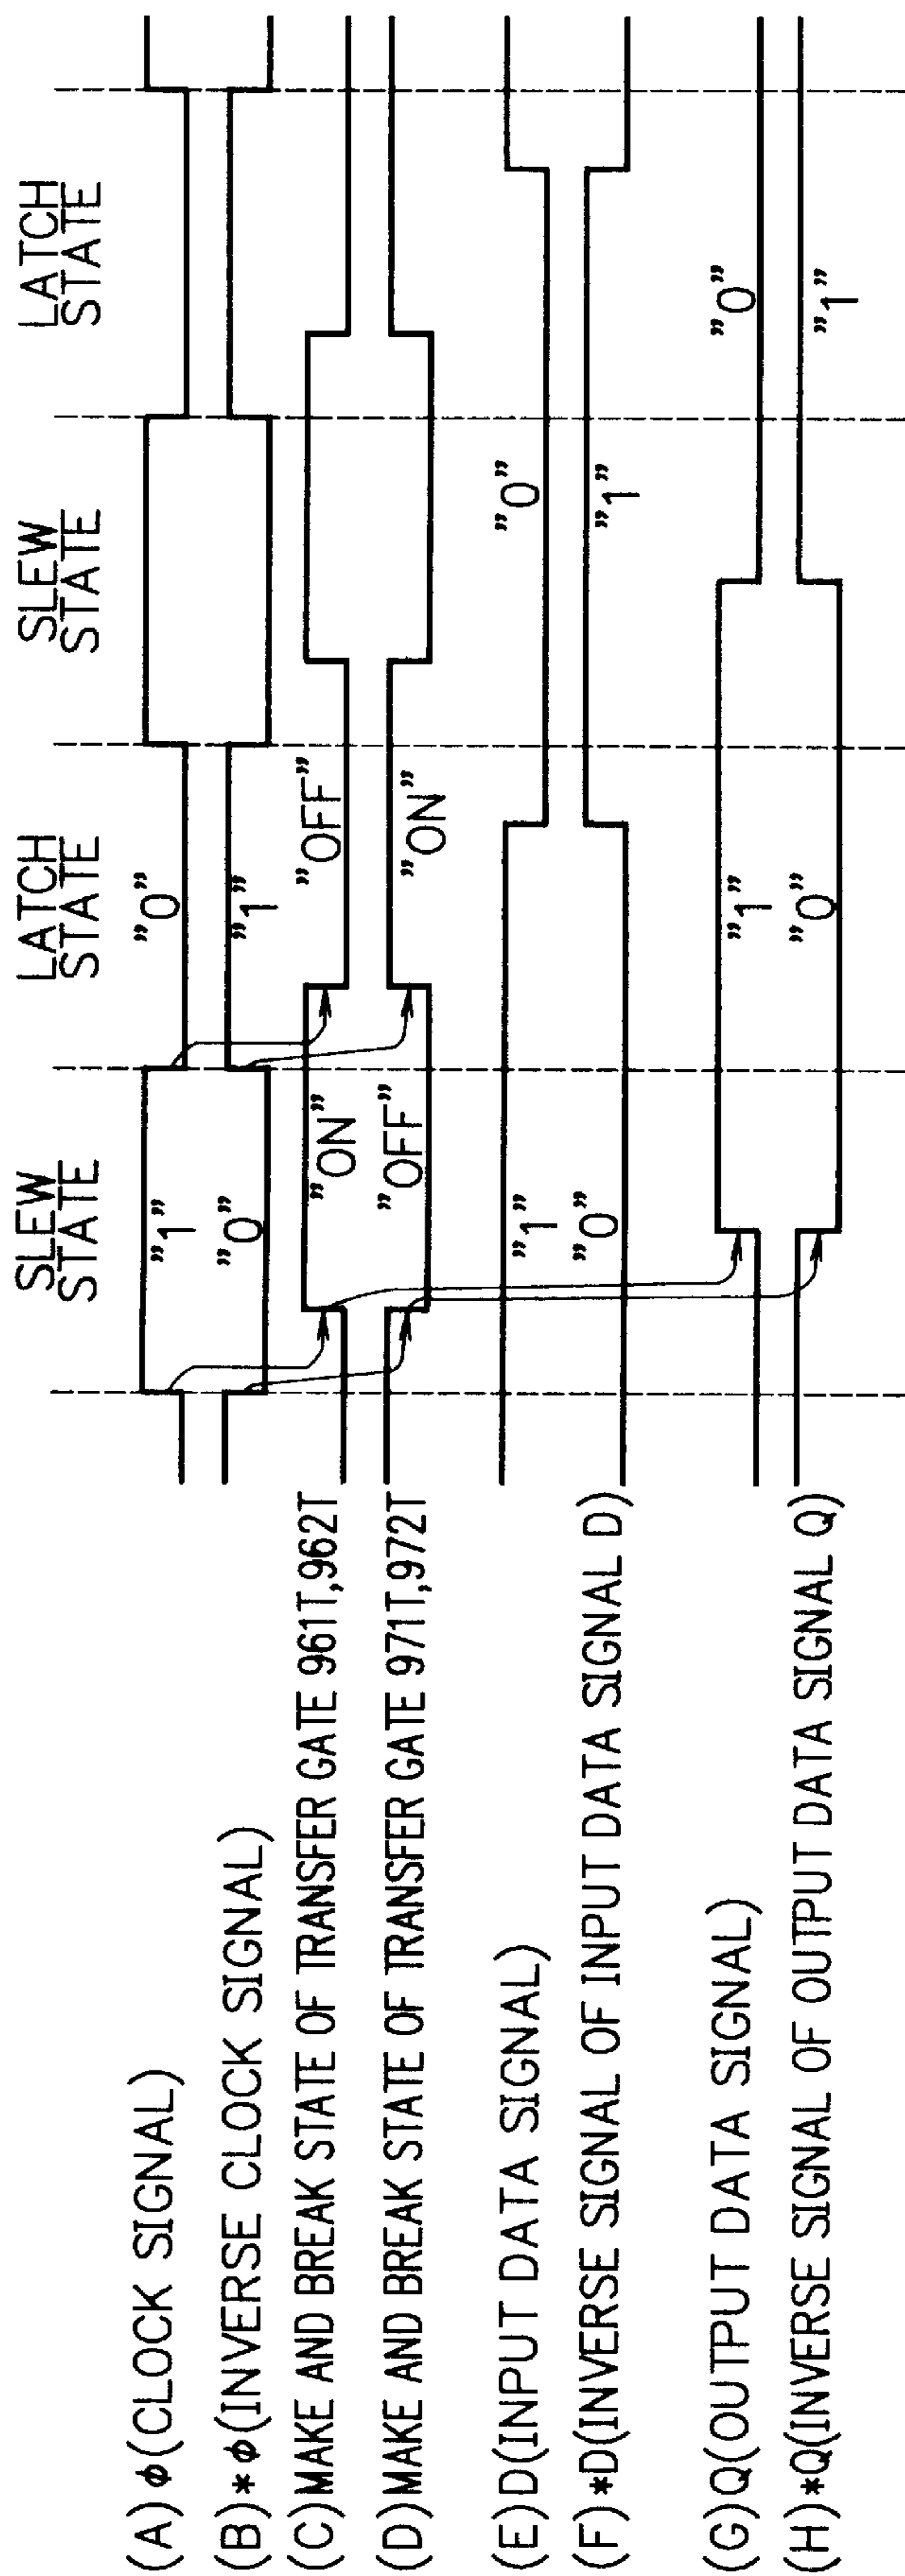 SLEW
STATE
LATCH
STATE
SLEW
STATE
LATCH
STATE
(A) ϕ(CLOCK SIGNAL)
"1"
"0"
(B)*ϕ(INVERSE CLOCK SIGNAL)
"0"
"1"
(C)MAKE AND BREAK STATE OF TRANSFER GATE 961T,962T
"ON"
"OFF"
(D)MAKE AND BREAK STATE OF TRANSFER GATE 971T,972T
"OFF"
"ON"
(E)D(INPUT DATA SIGNAL)
"1"
"0"
(F)*D(INVERSE SIGNAL OF INPUT DATA SIGNAL D)
"0"
"1"
(G)Q(OUTPUT DATA SIGNAL)
"1"
"0"
(H)*Q(INVERSE SIGNAL OF OUTPUT DATA SIGNAL Q)
"0"
"1"